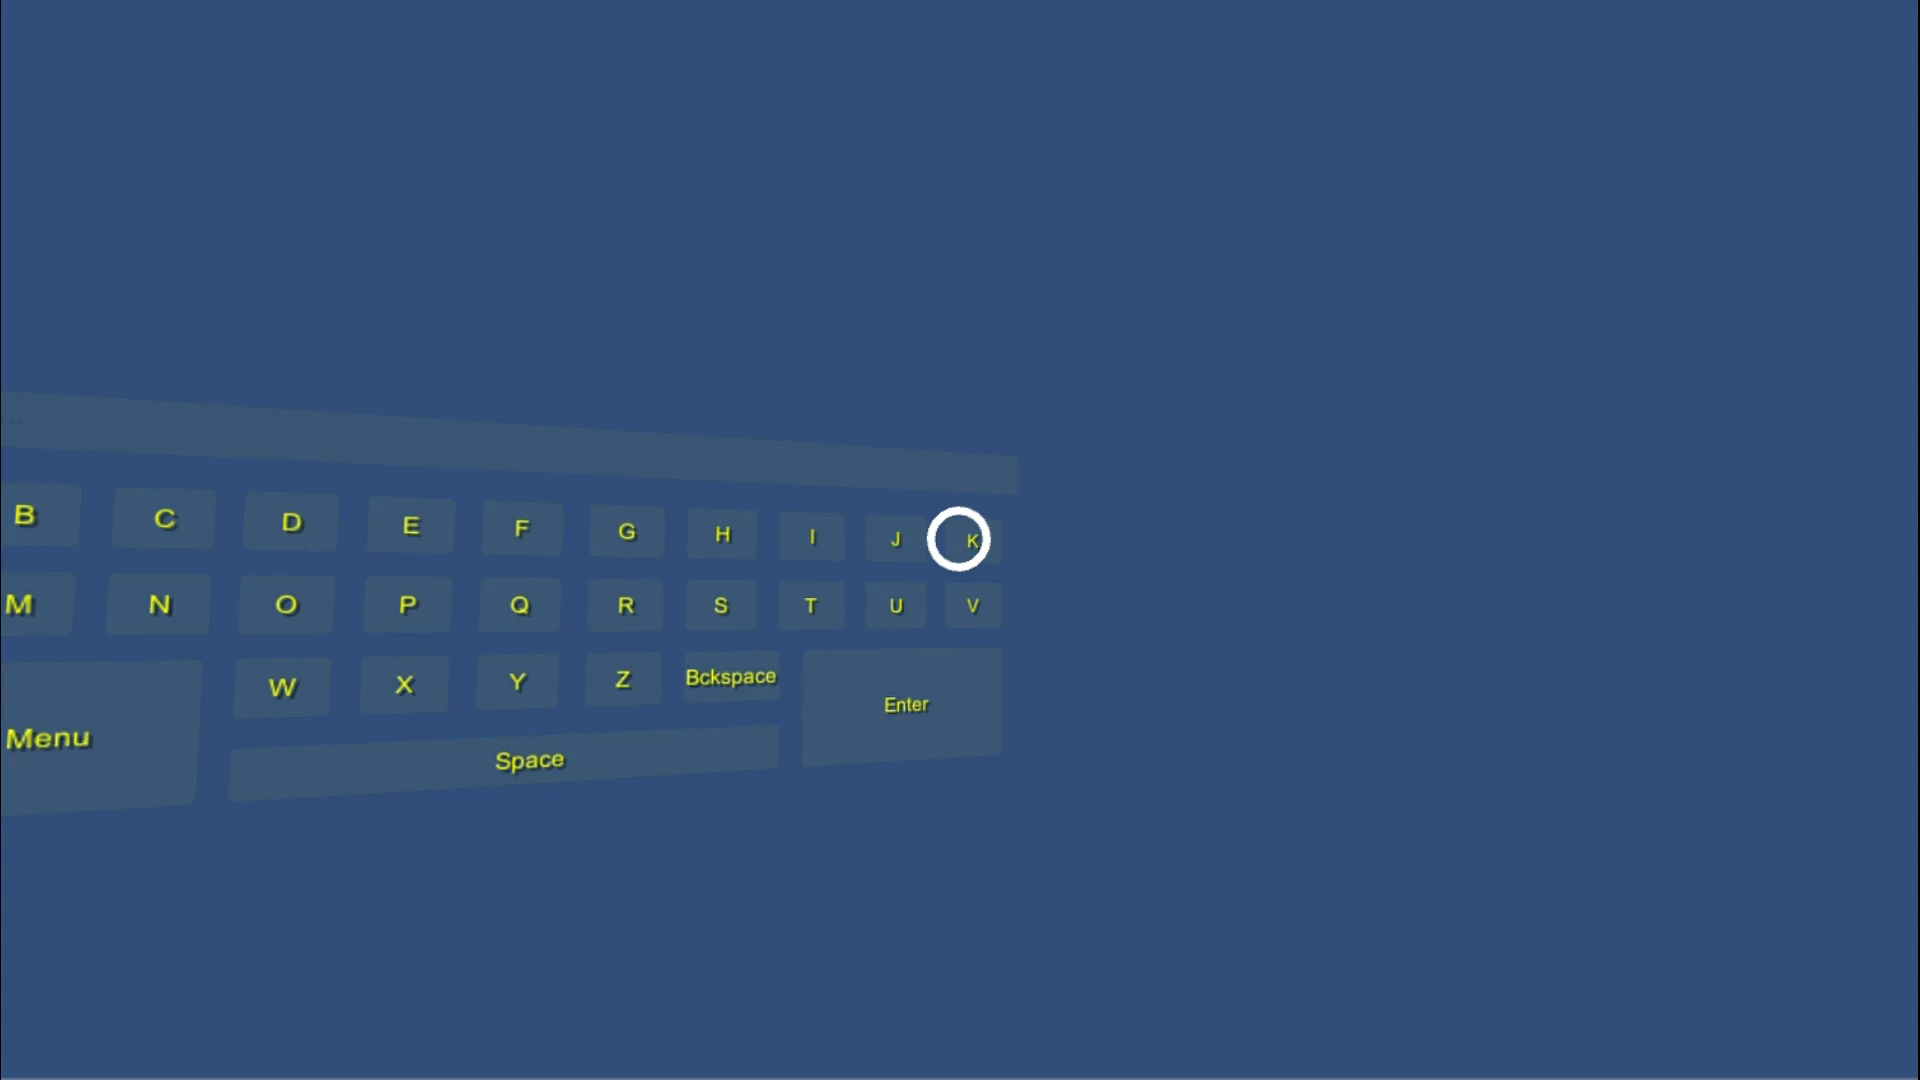 ...
B C D E F G H I J K
M N O P Q R S T U V
W X Y Z Bckspace
Menu Enter
Space